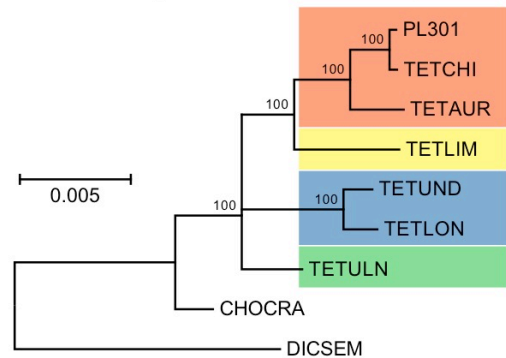 PL301
100
TETCHI
100
TETAUR
100
TETLIM
0.005
TETUND
100
100
TETLON
TETULN
CHOCRA
DICSEM